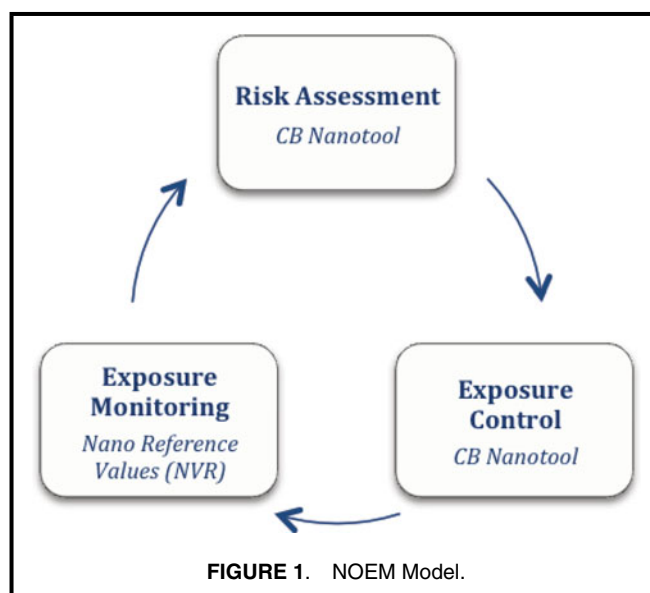 Risk Assessment
CB Nanotool
Exposure
Monitoring
Nano Reference
Values (NVR)
Exposure
Control
CB Nanotool
FIGURE 1. NOEM Model.